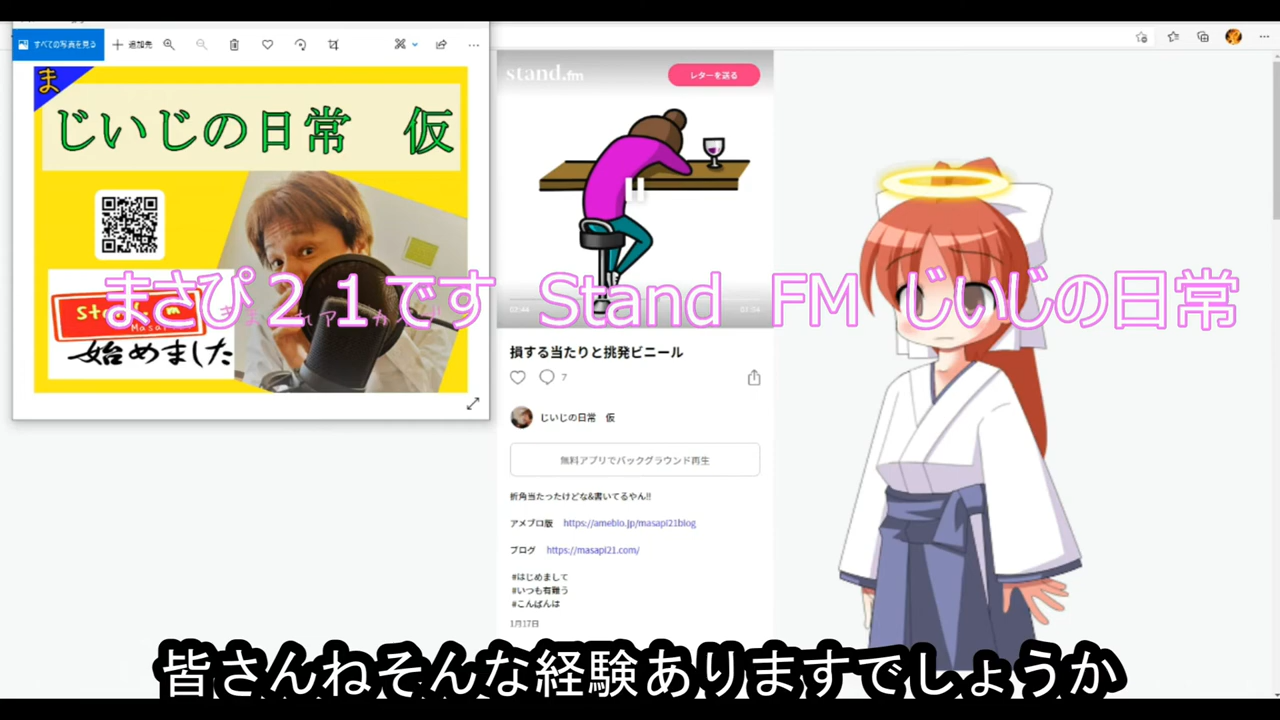 すべての写真を見る
追加先
ま
じいじの日常　仮
始めました
まさぴ２１です　Stand　FM　じいじの日常
stand.fm
レターを送る
02:44
損する当たりと挑発ビニール
7
じいじの日常　仮
無料アプリでバックグラウンド再生
折角当たったけどな&書いてるやん!!
アメブロ版　https://ameblo.jp/masapi21blog
ブログ　https://masapi21.com/
#はじめまして
#いつも有難う
#こんばんは
1月17日
皆さんねそんな経験ありますでしょうか